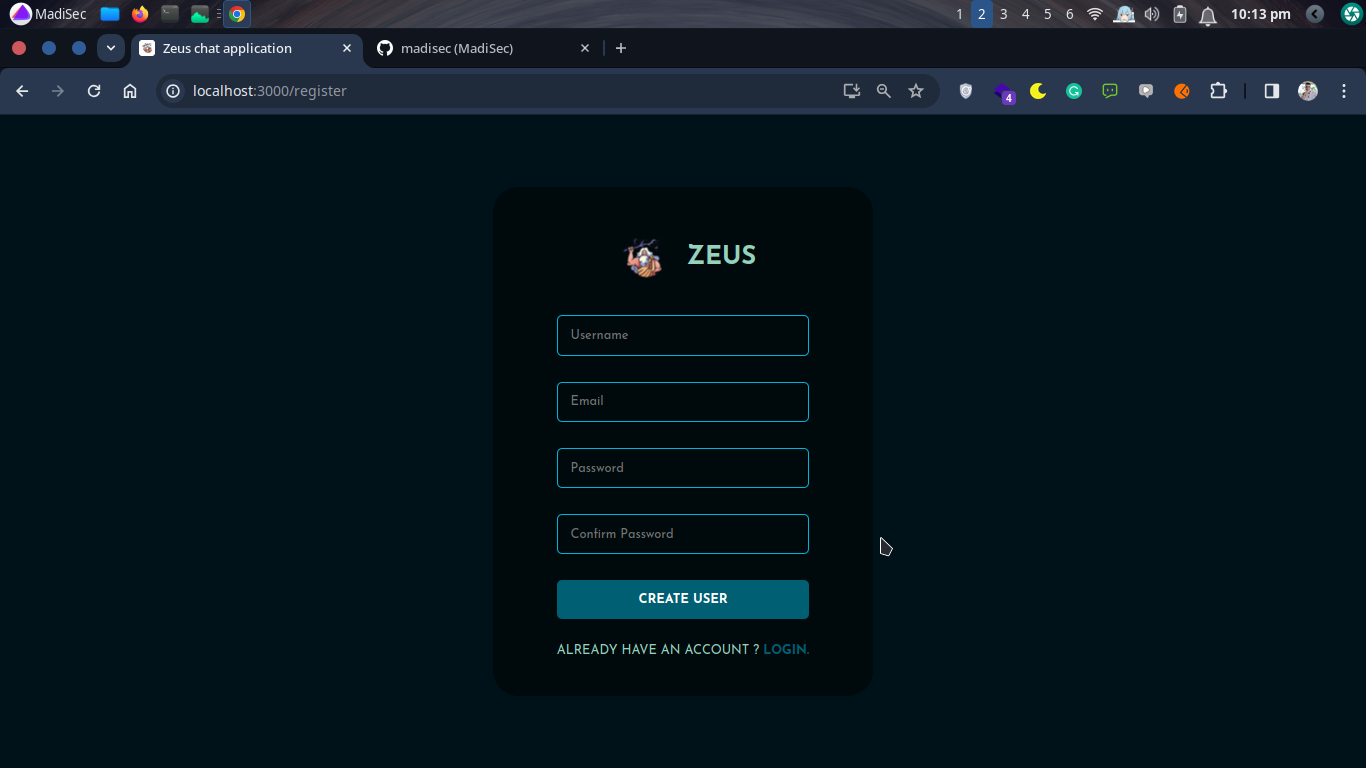 MadiSec
1 2 3 4 5 6 10:13 pm
Zeus chat application
madisec (MadiSec)
localhost:3000/register
4
ZEUS
Username
Email
Password
Confirm Password
CREATE USER
ALREADY HAVE AN ACCOUNT ? LOGIN.